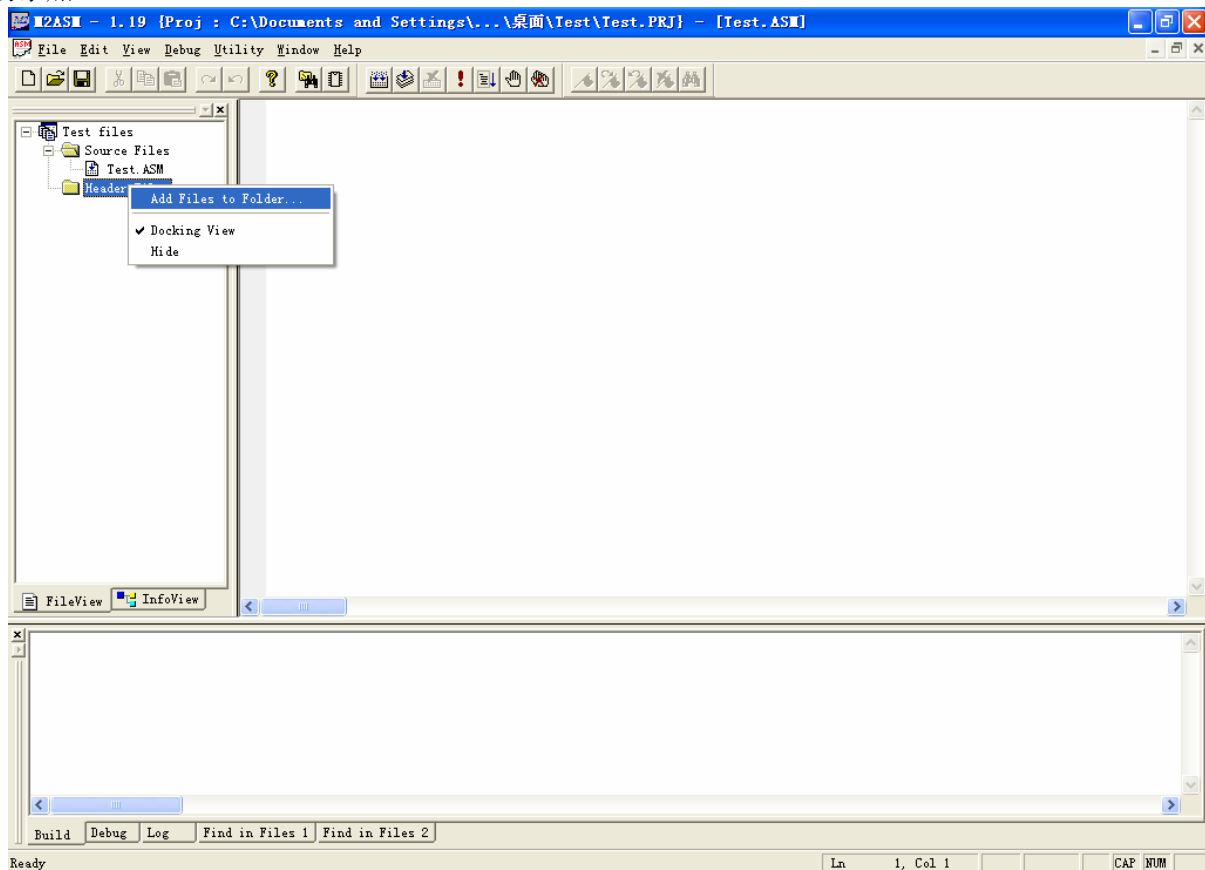 M2ASM - 1.19 {Proj : C:\Documents and Settings\...\桌面\Test\Test.PRJ} - [Test.ASM]
File Edit View Debug Utility Window Help
Test files
Source Files
Test.ASM
Header
Add Files to Folder...
Docking View
Hide
FileView InfoView
Build Debug Log Find in Files 1 Find in Files 2
Ready Ln 1, Col 1 CAP NUM